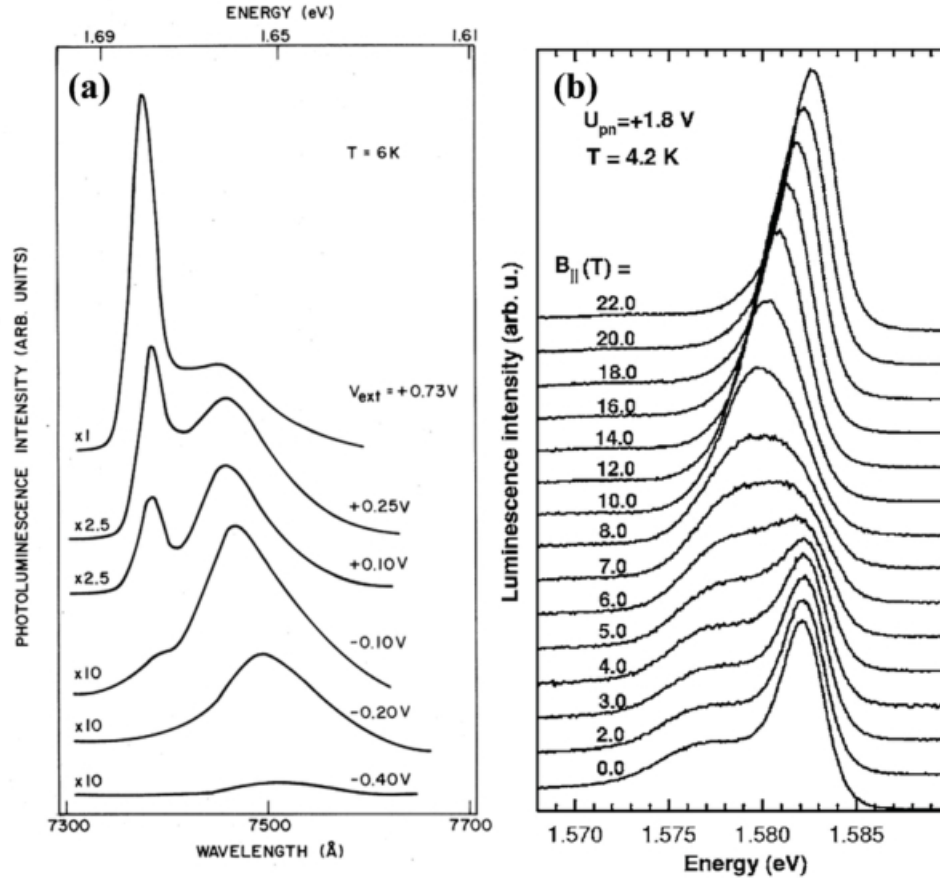 ENERGY (eV)
1.69
1.65
1.61
(a)
T = 6K
PHOTOLUMINESCENCE INTENSITY (ARB. UNITS)
x1
V_ext = +0.73V
x2.5
+0.25V
x2.5
+0.10V
x10
-0.10V
x10
-0.20V
x10
-0.40V
7300
7500
7700
WAVELENGTH (Å)
(b)
U_pn=+1.8 V
T = 4.2 K
Luminescence intensity (arb. u.)
B_||(T) =
22.0
20.0
18.0
16.0
14.0
12.0
10.0
8.0
7.0
6.0
5.0
4.0
3.0
2.0
0.0
1.570
1.575
1.580
1.585
Energy (eV)